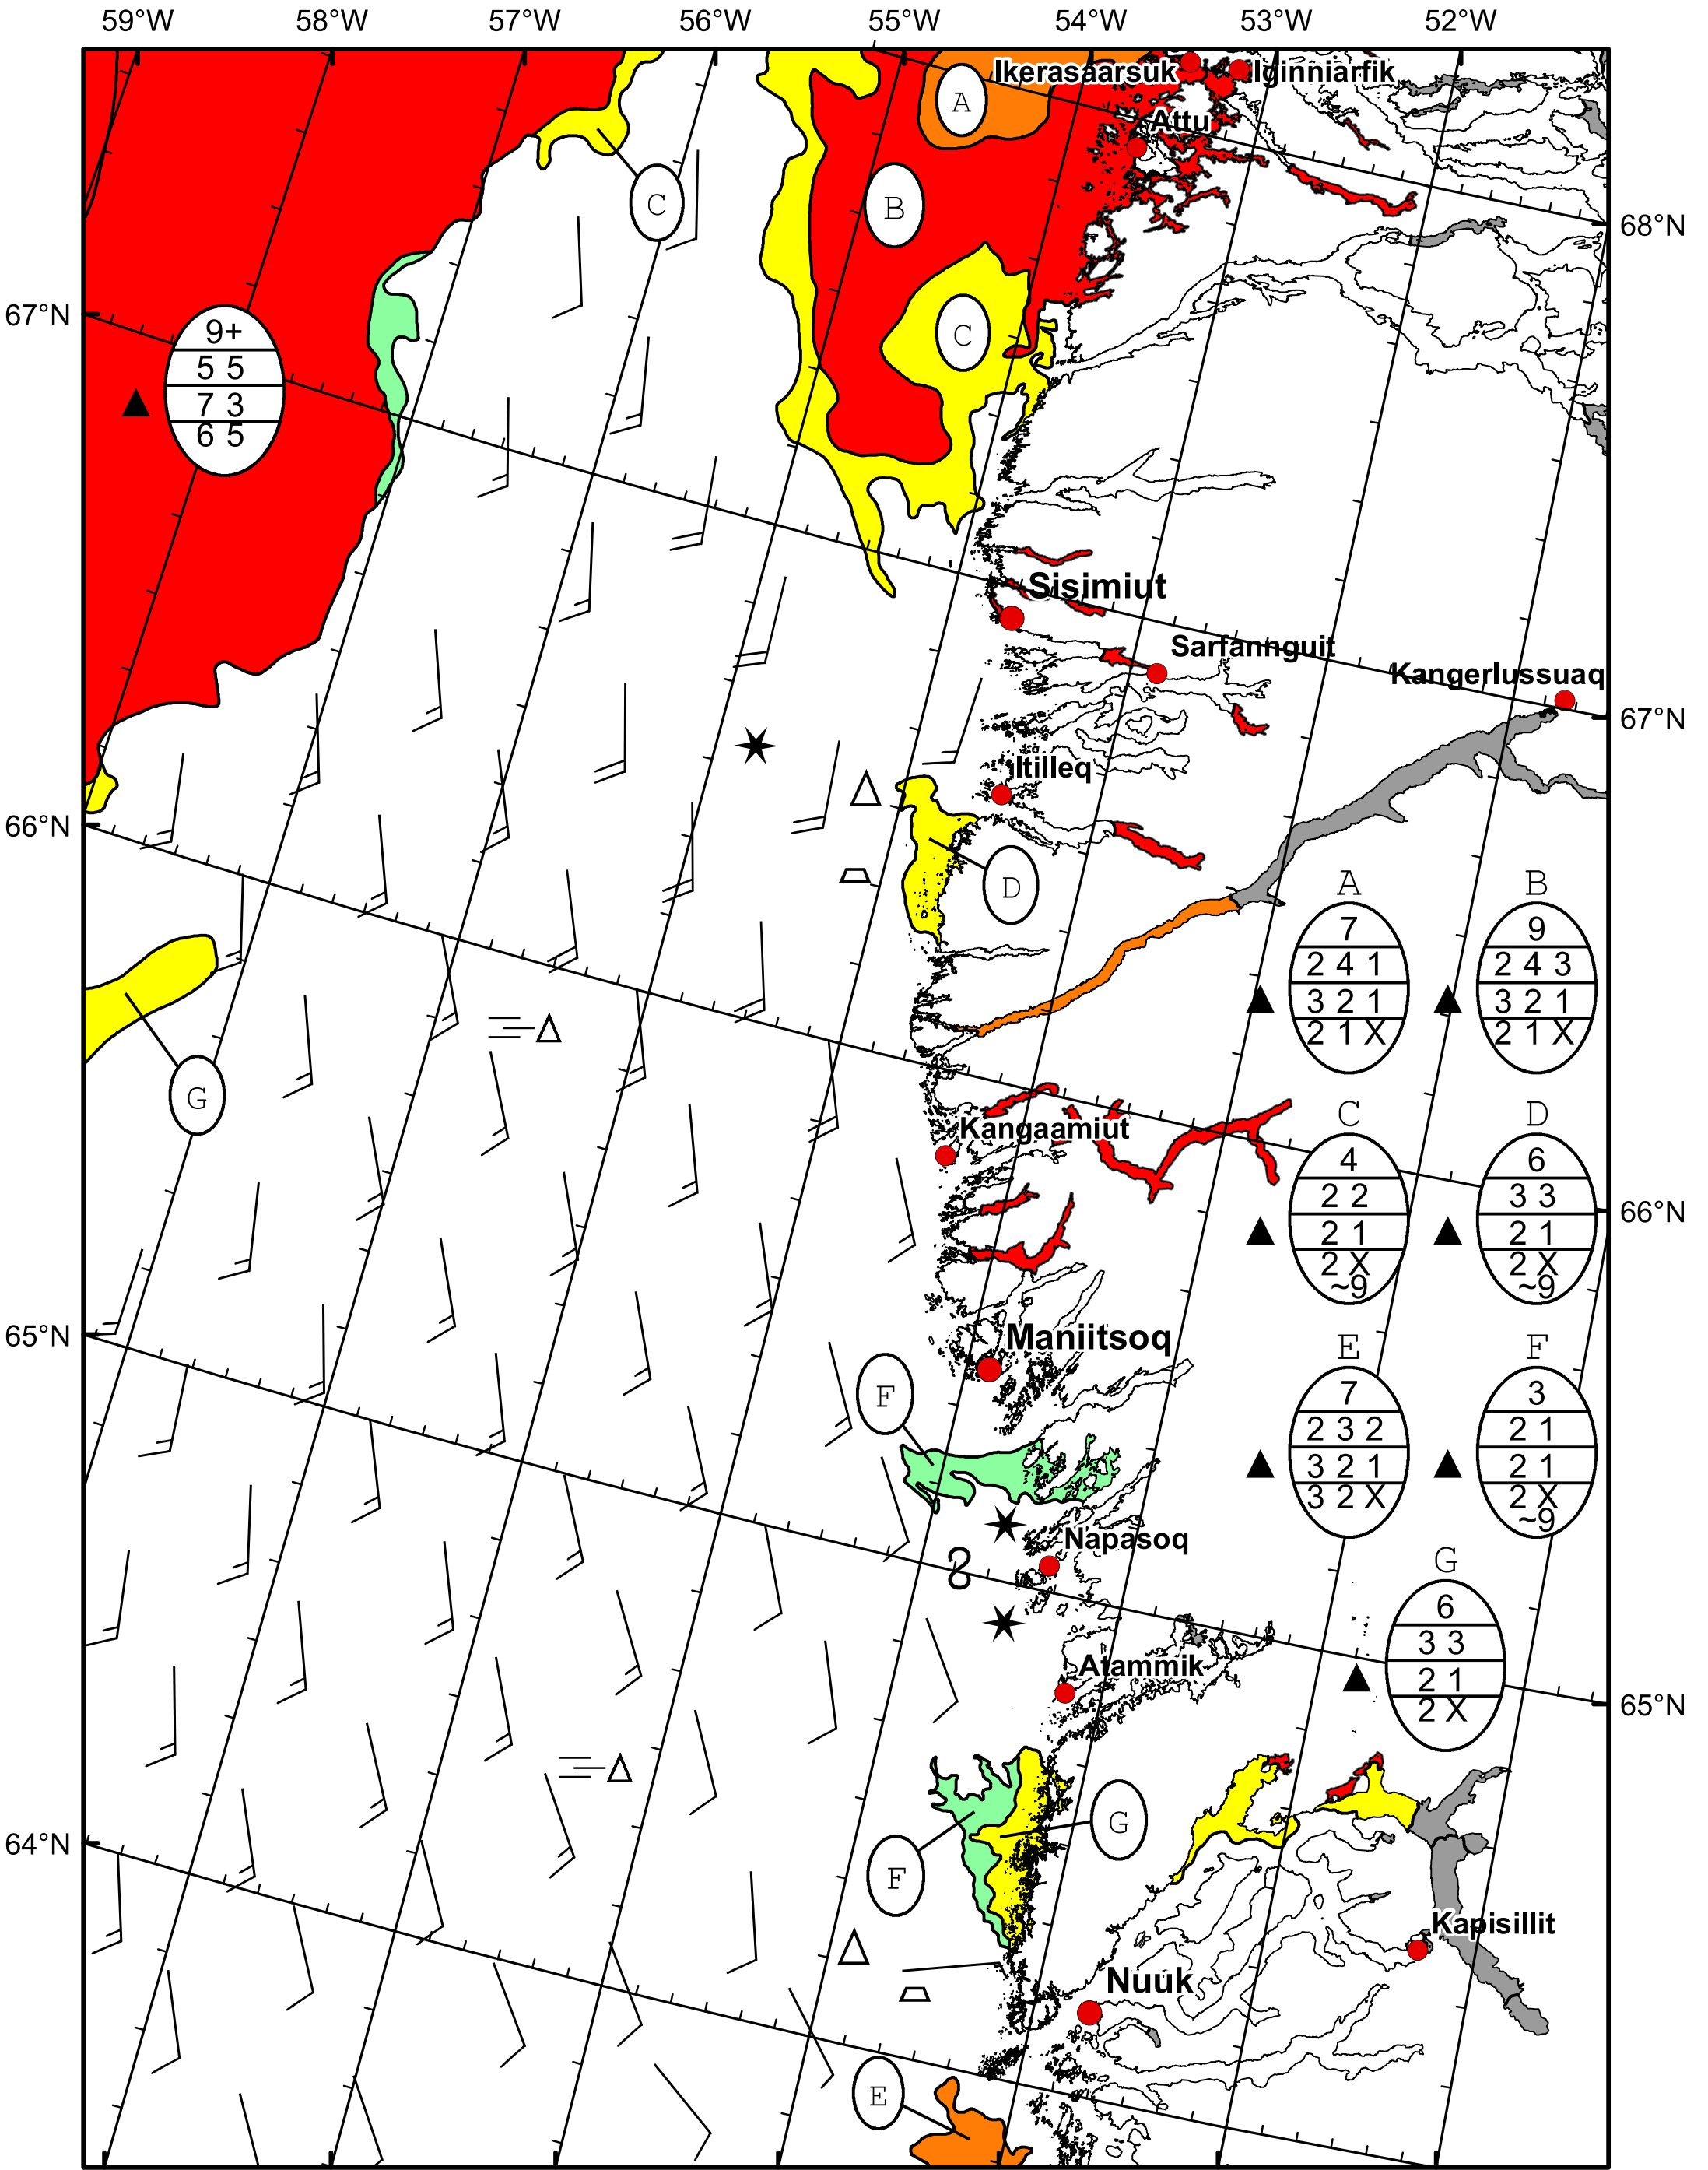 59°W 58°W 57°W 56°W 55°W 54°W 53°W 52°W
Ikerasaarsuk
Iginniarfik
A
Attu
C
B
68°N
67°N
9+
5 5
7 3
6 5
C
Sisimiut
Sarfannguit
Kangerlussuaq
67°N
Itilleq
66°N
D
A
7
2 4 1
3 2 1
2 1 X
B
9
2 4 3
3 2 1
2 1 X
G
Kangaamiut
C
4
2 2
2 1
2 X
~9
D
6
3 3
2 1
2 X
~9
66°N
65°N
Maniitsoq
F
E
7
2 3 2
3 2 1
3 2 X
F
3
2 1
2 1
2 X
~9
Napasoq
G
6
3 3
2 1
2 X
Atammik
65°N
64°N
G
F
Kapisillit
Nuuk
E